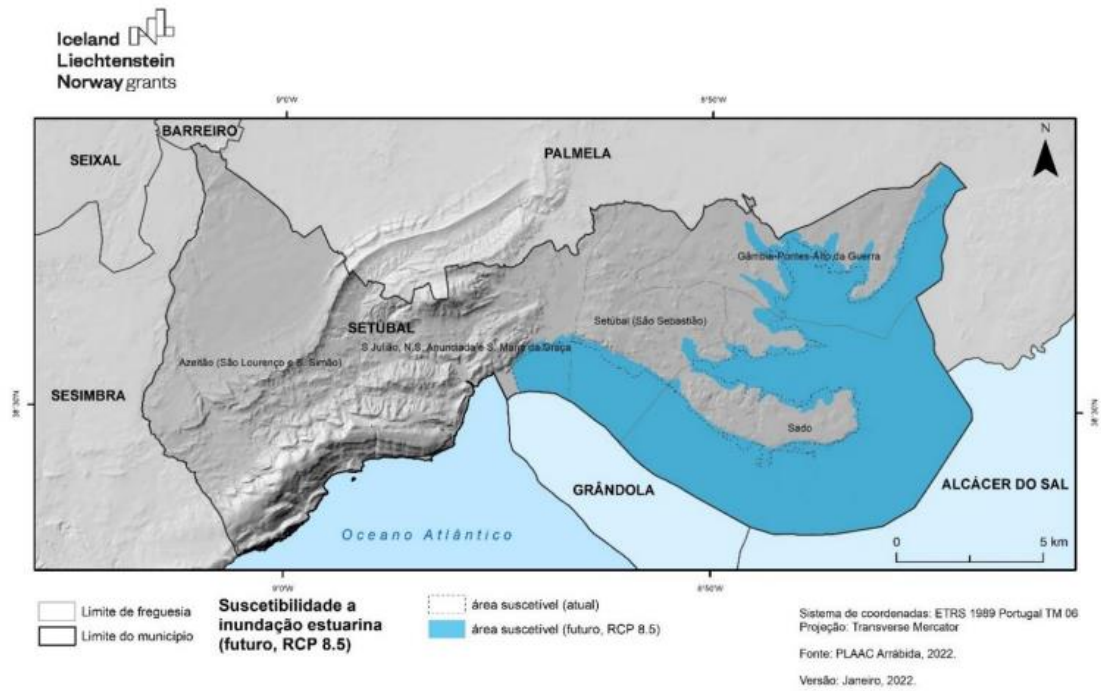 Iceland
Liechtenstein
Norway grants
9°0'W
8°50'W
BARREIRO
SEIXAL
PALMELA
N
Gâmbia-Pontes-Alto da Guerra
SETÚBAL
Setúbal (São Sebastião)
S Julião, N.S. Anunciada e S. Maria da Graça
Azeitão (São Lourenço e S. Simão)
SESIMBRA
38°30'N
38°30'N
Sado
GRÂNDOLA
ALCÁCER DO SAL
Oceano Atlântico
0
5 km
9°0'W
8°50'W
Limite de freguesia
Limite do município
Suscetibilidade a
inundação estuarina
(futuro, RCP 8.5)
área suscetível (atual)
área suscetível (futuro, RCP 8.5)
Sistema de coordenadas: ETRS 1989 Portugal TM 06
Projeção: Transverse Mercator
Fonte: PLAAC Arrábida, 2022.
Versão: Janeiro, 2022.